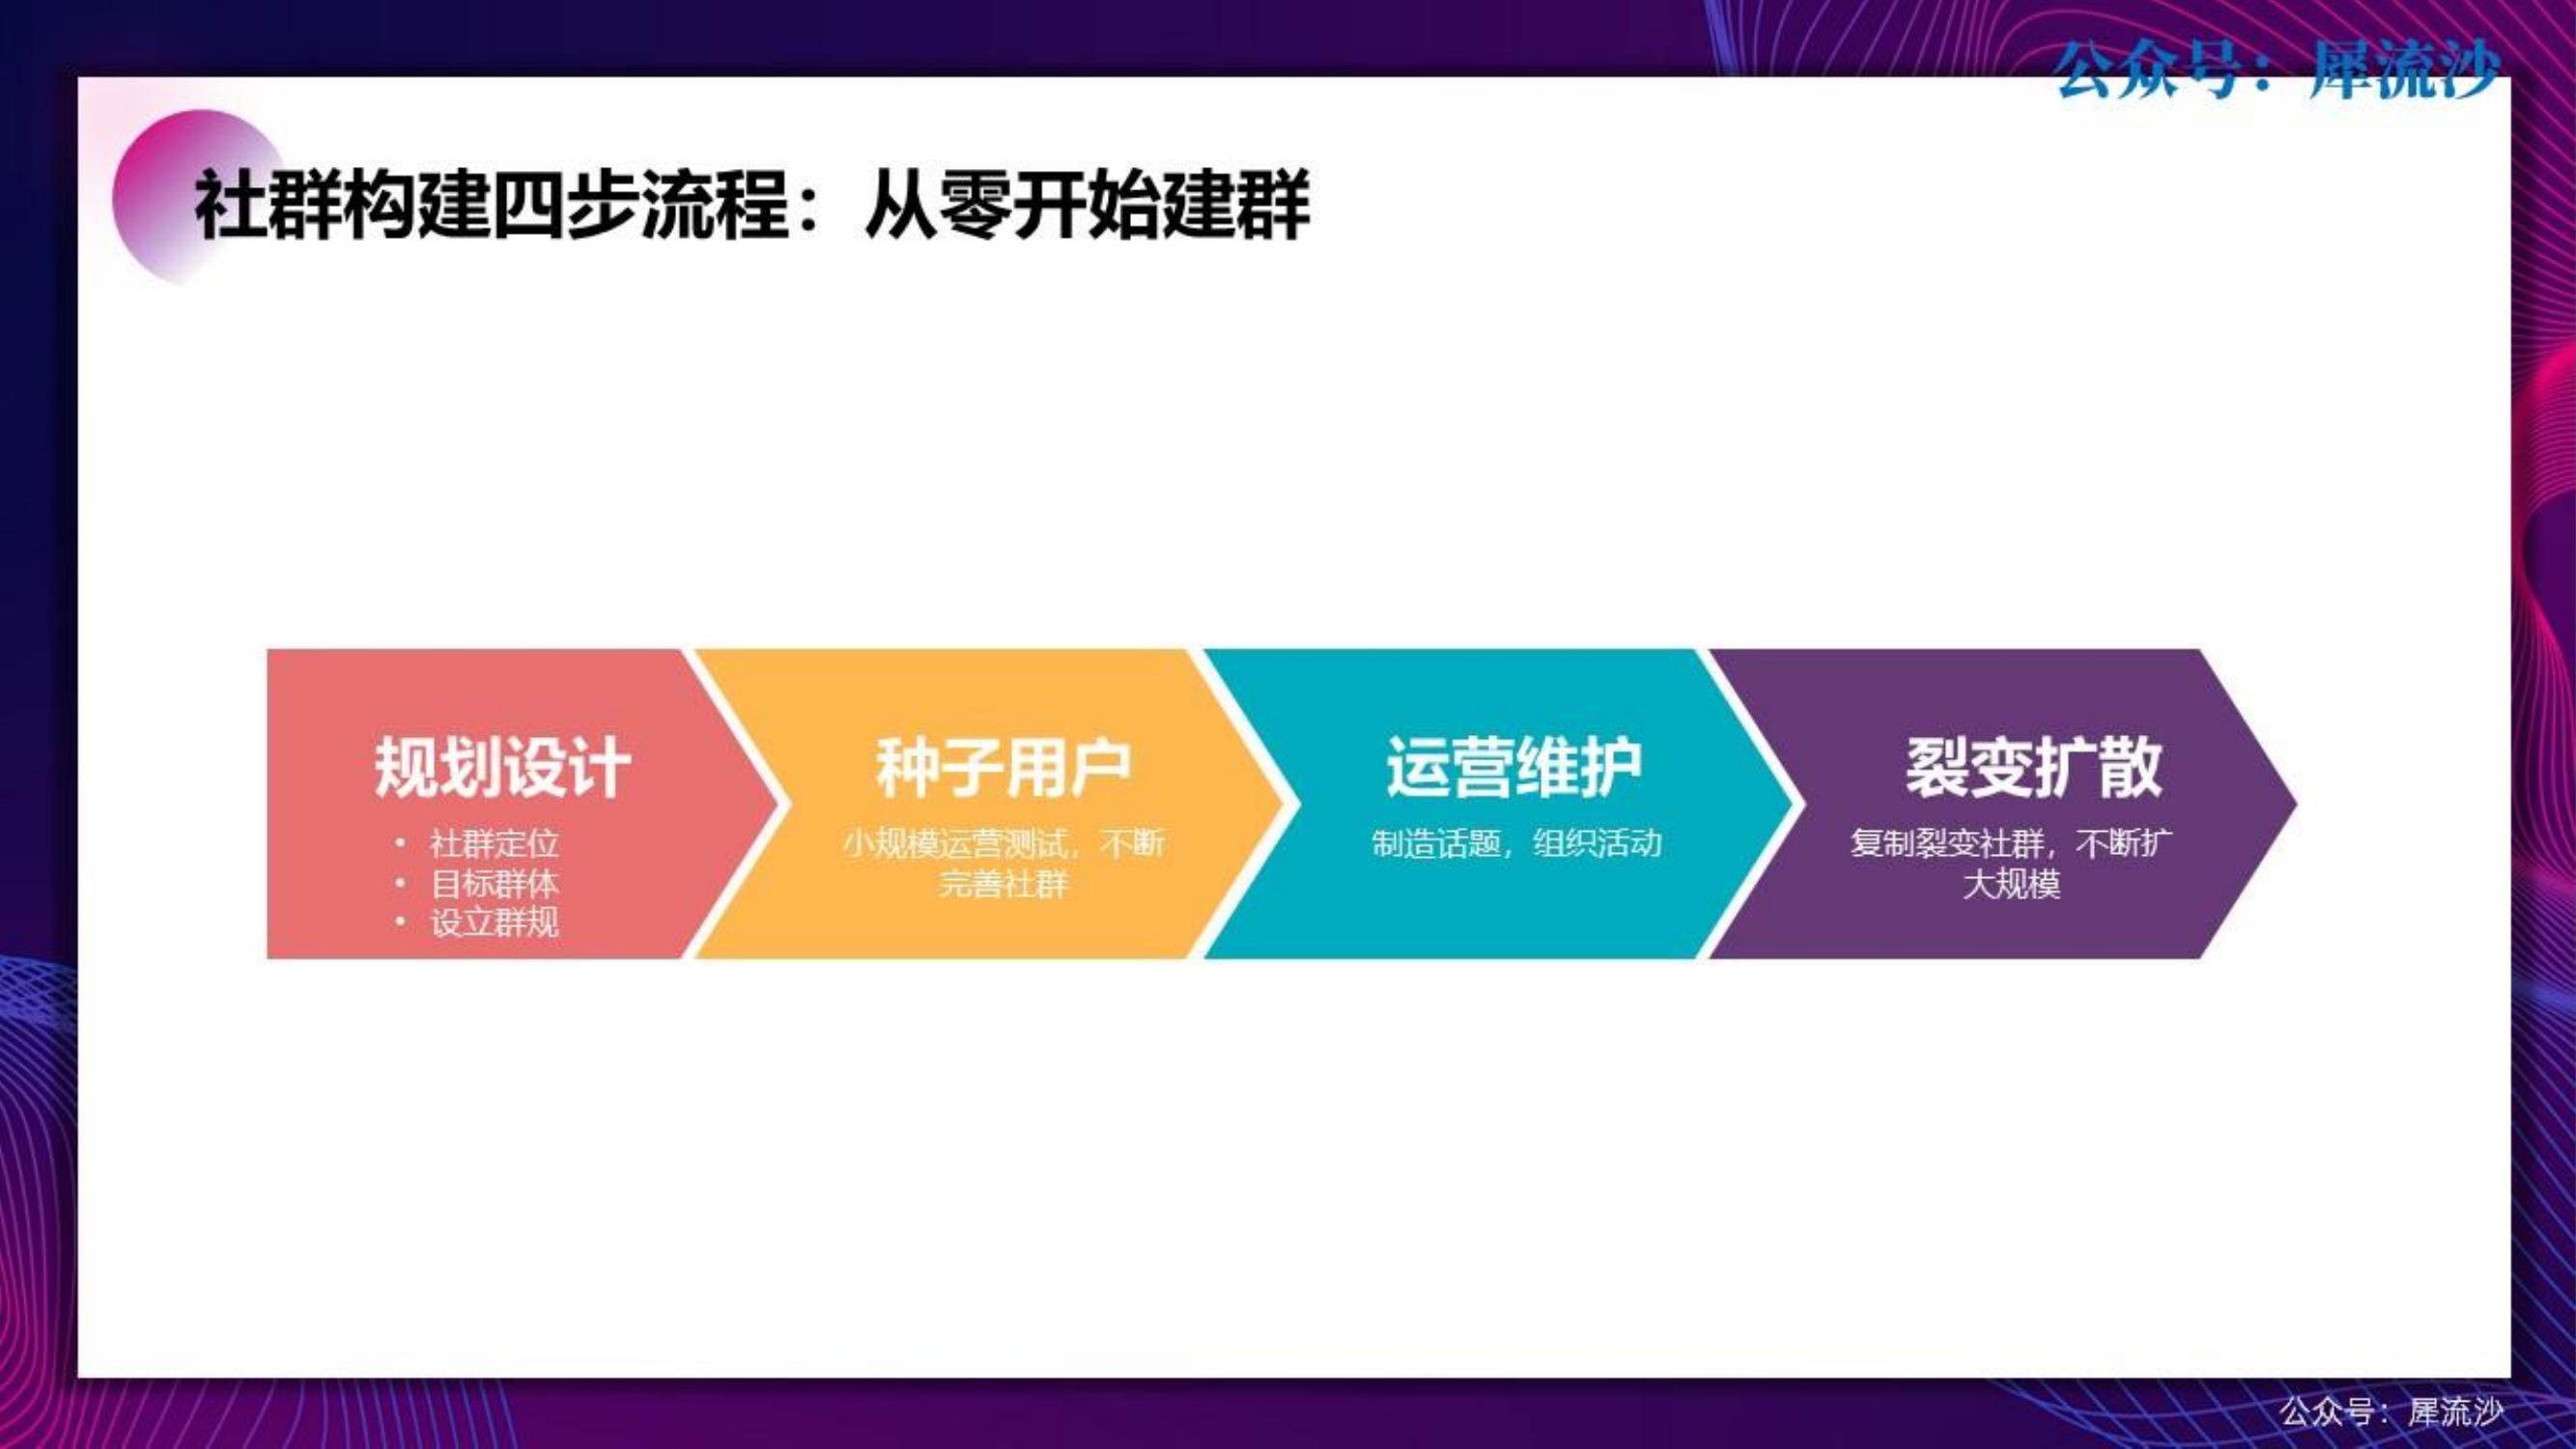 公众号：犀流沙
社群构建四步流程：从零开始建群
规划设计
• 社群定位
• 目标群体
• 设立群规
种子用户
小规模运营测试，不断
完善社群
运营维护
制造话题，组织活动
裂变扩散
复制裂变社群，不断扩
大规模
公众号：犀流沙